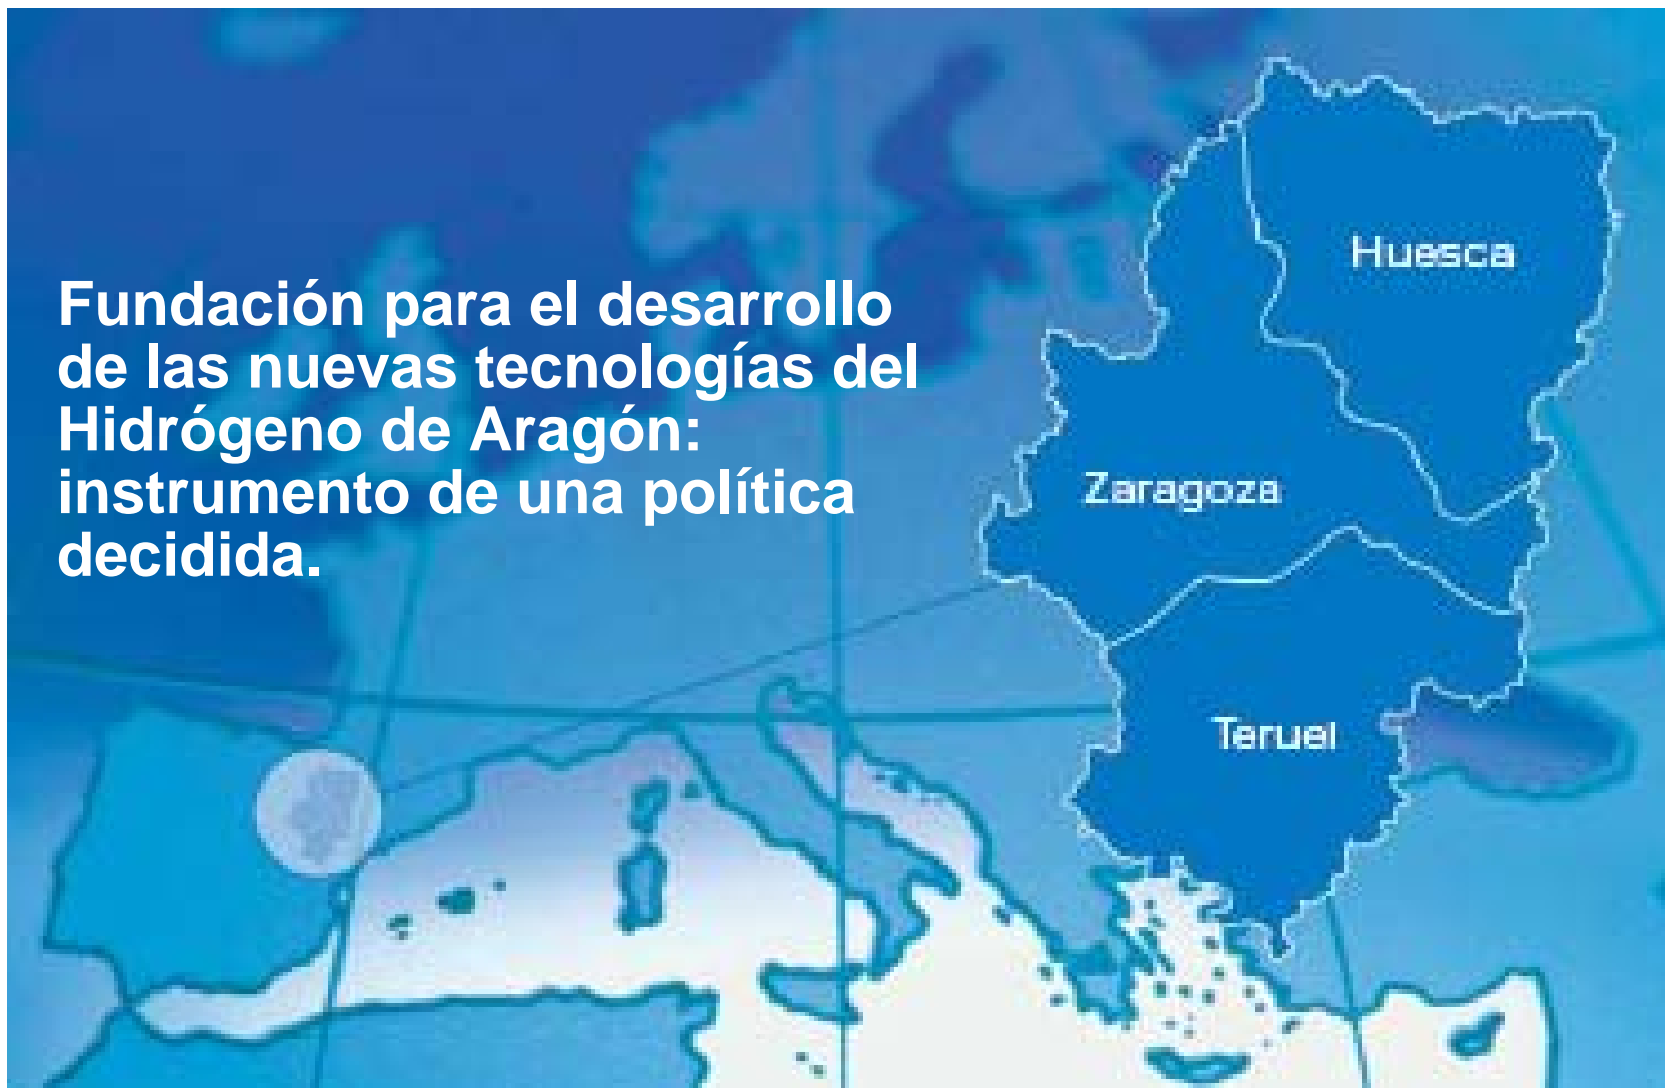 Fundación para el desarrollo
de las nuevas tecnologías del
Hidrógeno de Aragón:
instrumento de una política
decidida.
Huesca
Zaragoza
Teruel